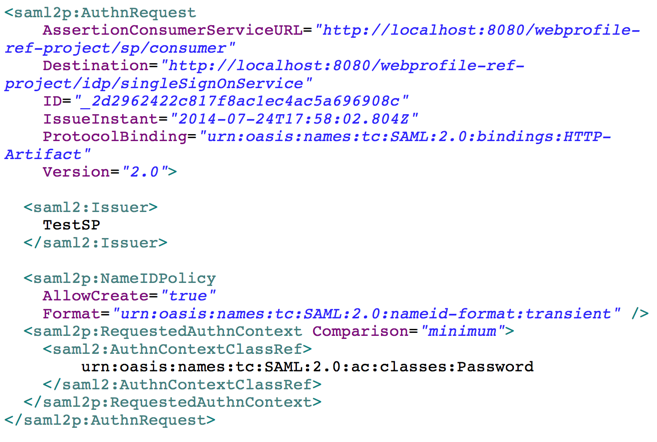 <saml2p:AuthnRequest
AssertionConsumerServiceURL="http://localhost:8080/webprofile-
ref-project/sp/consumer"
Destination="http://localhost:8080/webprofile-ref-
project/idp/singleSignOnService"
ID="_2d2962422c817f8ac1ec4ac5a696908c"
IssueInstant="2014-07-24T17:58:02.804Z"
ProtocolBinding="urn:oasis:names:tc:SAML:2.0:bindings:HTTP-
Artifact"
Version="2.0">
<saml2:Issuer>
TestSP
</saml2:Issuer>
<saml2p:NameIDPolicy
AllowCreate="true"
Format="urn:oasis:names:tc:SAML:2.0:nameid-format:transient" />
<saml2p:RequestedAuthnContext Comparison="minimum">
<saml2:AuthnContextClassRef>
urn:oasis:names:tc:SAML:2.0:ac:classes:Password
</saml2:AuthnContextClassRef>
</saml2p:RequestedAuthnContext>
</saml2p:AuthnRequest>